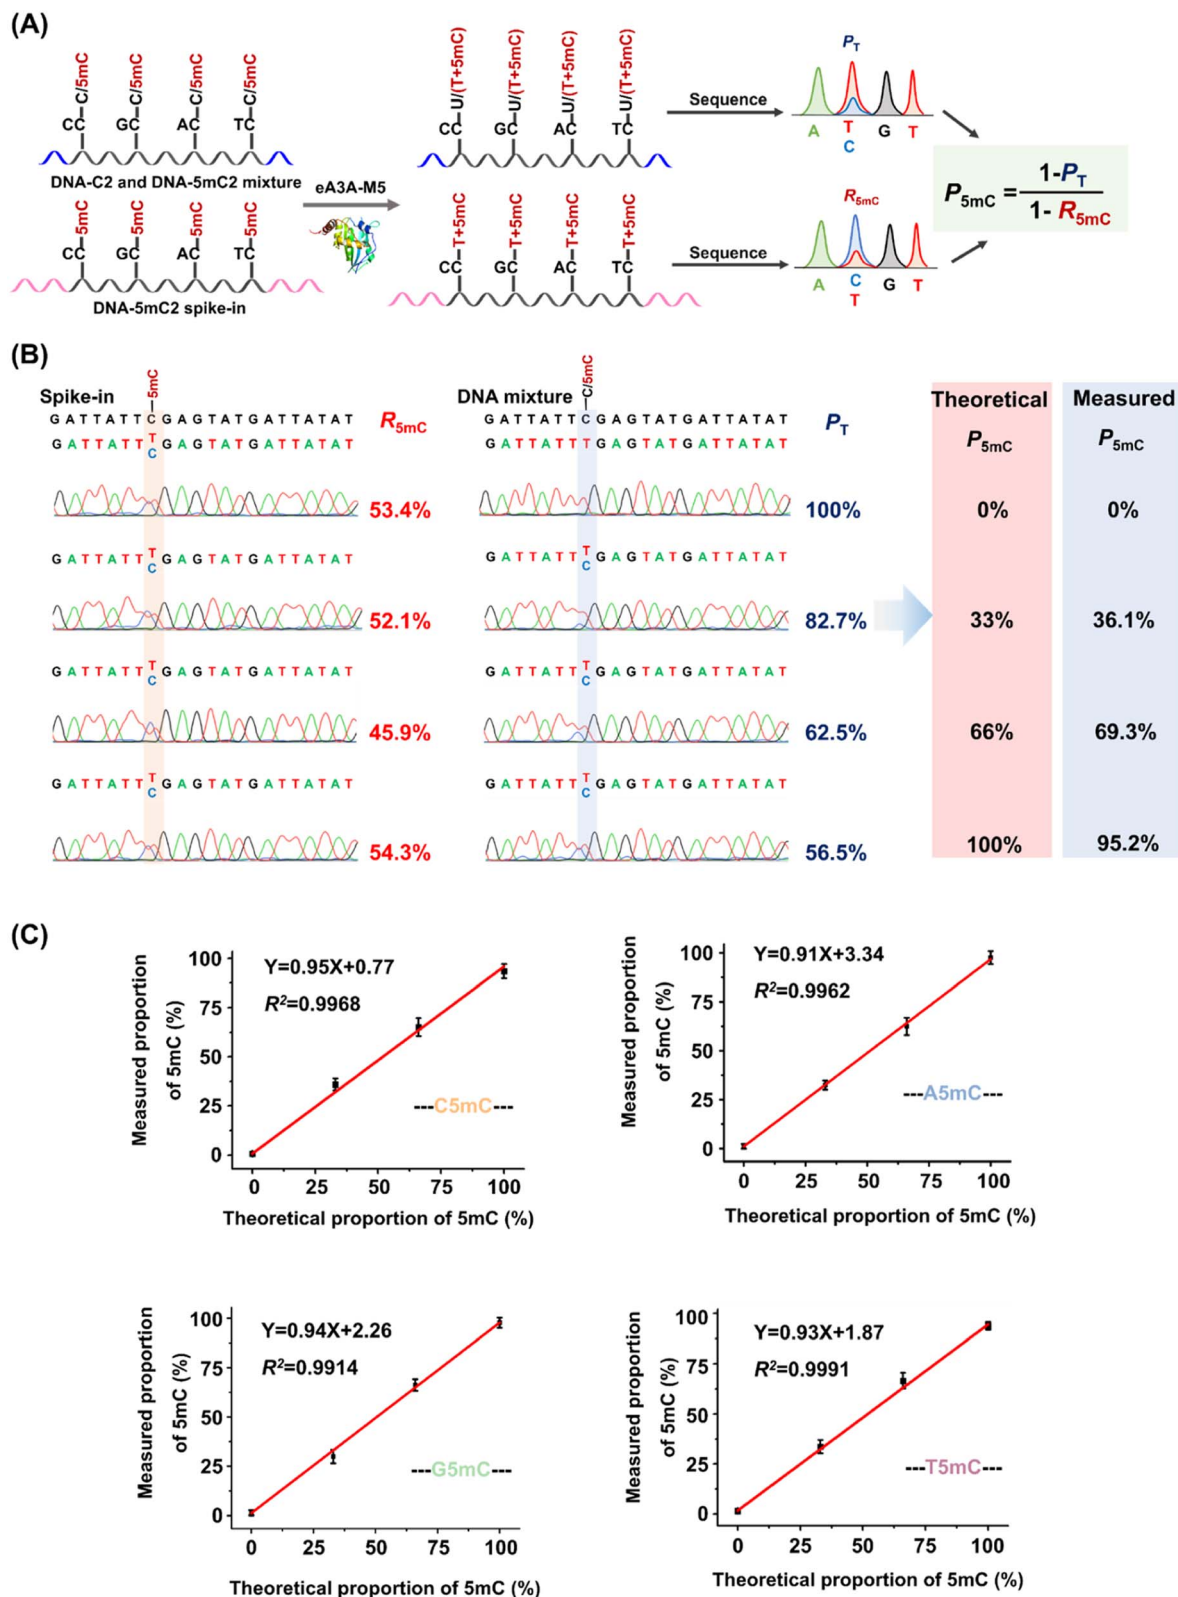 (A)
C/5mC C/5mC C/5mC C/5mC
CC GC AC TC
DNA-C2 and DNA-5mC2 mixture
5mC 5mC 5mC 5mC
CC GC AC TC
DNA-5mC2 spike-in
eA3A-M5
U/(T+5mC) U/(T+5mC) U/(T+5mC) U/(T+5mC)
CC GC AC TC
T+5mC T+5mC T+5mC T+5mC
CC GC AC TC
Sequence
PT
A T G T
C
Sequence
R5mC
A C G T
T
P5mC = 1-PT / 1- R5mC
(B)
Spike-in
5mC
GATTATTCGAGTATGATTATAT
GATTATTTGAGTATGATTATAT
C
R5mC
53.4%
GATTATTTGAGTATGATTATAT
C
52.1%
GATTATTTGAGTATGATTATAT
C
45.9%
GATTATTTGAGTATGATTATAT
C
54.3%
DNA mixture
C/5mC
GATTATTCGAGTATGATTATAT
GATTATTTGAGTATGATTATAT
PT
100%
GATTATTTGAGTATGATTATAT
C
82.7%
GATTATTTGAGTATGATTATAT
C
62.5%
GATTATTTGAGTATGATTATAT
C
56.5%
Theoretical Measured
P5mC P5mC
0% 0%
33% 36.1%
66% 69.3%
100% 95.2%
(C)
Measured proportion
of 5mC (%)
100
75
50
25
0
Y=0.95X+0.77
R²=0.9968
---C5mC---
0 25 50 75 100
Theoretical proportion of 5mC (%)
Measured proportion
of 5mC (%)
100
75
50
25
0
Y=0.91X+3.34
R²=0.9962
---A5mC---
0 25 50 75 100
Theoretical proportion of 5mC (%)
Measured proportion
of 5mC (%)
100
75
50
25
0
Y=0.94X+2.26
R²=0.9914
---G5mC---
0 25 50 75 100
Theoretical proportion of 5mC (%)
Measured proportion
of 5mC (%)
100
75
50
25
0
Y=0.93X+1.87
R²=0.9991
---T5mC---
0 25 50 75 100
Theoretical proportion of 5mC (%)